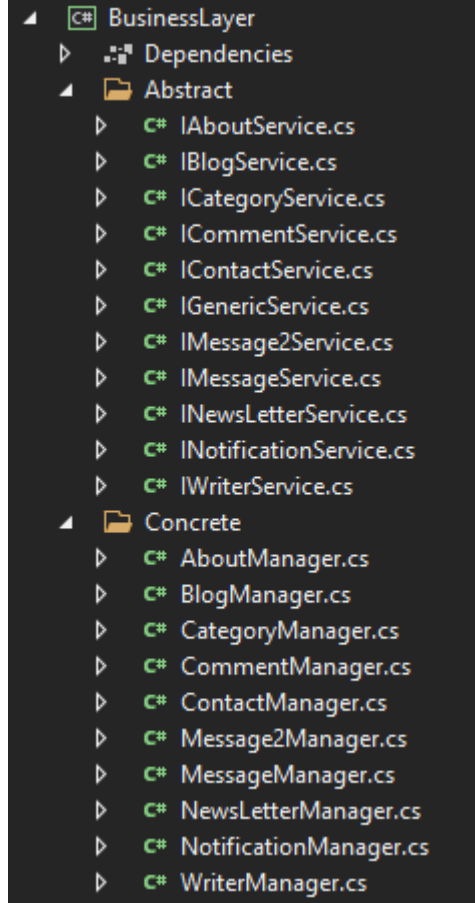 C# BusinessLayer
Dependencies
Abstract
C# IAboutService.cs
C# IBlogService.cs
C# ICategoryService.cs
C# ICommentService.cs
C# IContactService.cs
C# IGenericService.cs
C# IMessage2Service.cs
C# IMessageService.cs
C# INewsLetterService.cs
C# INotificationService.cs
C# IWriterService.cs
Concrete
C# AboutManager.cs
C# BlogManager.cs
C# CategoryManager.cs
C# CommentManager.cs
C# ContactManager.cs
C# Message2Manager.cs
C# MessageManager.cs
C# NewsLetterManager.cs
C# NotificationManager.cs
C# WriterManager.cs